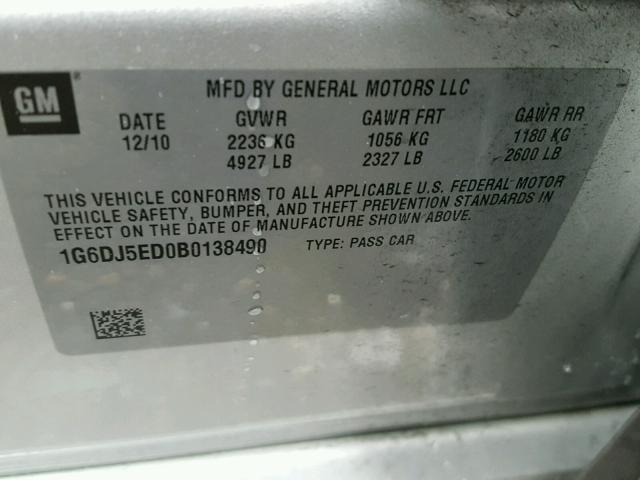 GM ®
MFD BY GENERAL MOTORS LLC
DATE GVWR GAWR FRT GAWR RR
12/10 2236 KG 1056 KG 1180 KG
4927 LB 2327 LB 2600 LB
THIS VEHICLE CONFORMS TO ALL APPLICABLE U.S. FEDERAL MOTOR
VEHICLE SAFETY, BUMPER, AND THEFT PREVENTION STANDARDS IN
EFFECT ON THE DATE OF MANUFACTURE SHOWN ABOVE.
1G6DJ5ED0B0138490 TYPE: PASS CAR